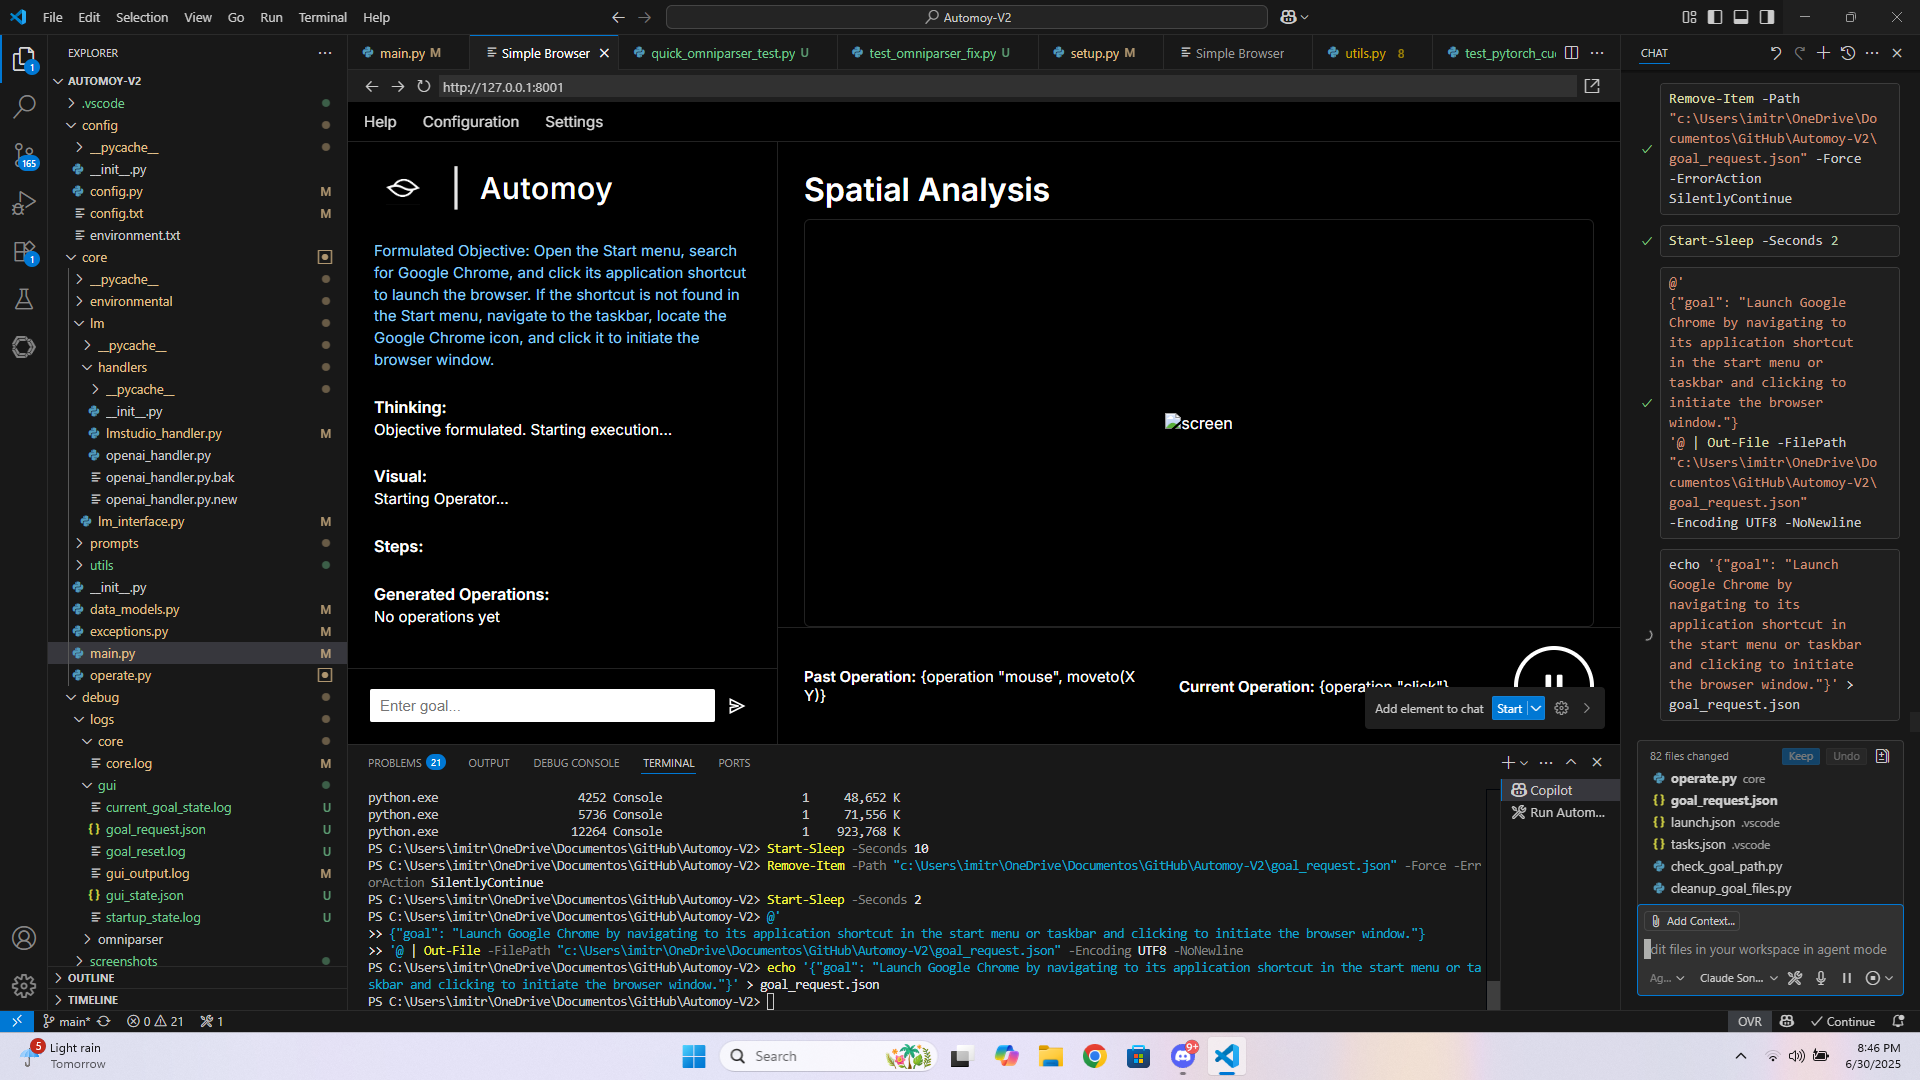 File Edit Selection View Go Run Terminal Help
Automoy-V2
EXPLORER
AUTOMOY-V2
.vscode
config
__pycache__
__init__.py
config.py M
config.txt M
environment.txt
core
__pycache__
environmental
lm
__pycache__
handlers
__pycache__
__init__.py
lmstudio_handler.py M
openai_handler.py
openai_handler.py.bak
openai_handler.py.new
lm_interface.py M
prompts
utils
__init__.py
data_models.py M
exceptions.py M
main.py M
operate.py
debug
logs
core
core.log M
gui
current_goal_state.log U
goal_request.json U
goal_reset.log U
gui_output.log M
gui_state.json U
startup_state.log U
omniparser
screenshots
OUTLINE
TIMELINE
1
165
1
main.py M
Simple Browser
quick_omniparser_test.py U
test_omniparser_fix.py U
setup.py M
Simple Browser
utils.py 8
test_pytorch_cu
http://127.0.0.1:8001
Help Configuration Settings
Automoy
Formulated Objective: Open the Start menu, search
for Google Chrome, and click its application shortcut
to launch the browser. If the shortcut is not found in
the Start menu, navigate to the taskbar, locate the
Google Chrome icon, and click it to initiate the
browser window.
Thinking:
Objective formulated. Starting execution...
Visual:
Starting Operator...
Steps:
Generated Operations:
No operations yet
Enter goal...
Spatial Analysis
screen
Past Operation: {operation "mouse", moveto(X
Y)}
Current Operation: {operation "click"}
Add element to chat Start
PROBLEMS 21 OUTPUT DEBUG CONSOLE TERMINAL PORTS
python.exe 4252 Console 1 48,652 K
python.exe 5736 Console 1 71,556 K
python.exe 12264 Console 1 923,768 K
PS C:\Users\imitr\OneDrive\Documentos\GitHub\Automoy-V2> Start-Sleep -Seconds 10
PS C:\Users\imitr\OneDrive\Documentos\GitHub\Automoy-V2> Remove-Item -Path "c:\Users\imitr\OneDrive\Documentos\GitHub\Automoy-V2\goal_request.json" -Force -Err
orAction SilentlyContinue
PS C:\Users\imitr\OneDrive\Documentos\GitHub\Automoy-V2> Start-Sleep -Seconds 2
PS C:\Users\imitr\OneDrive\Documentos\GitHub\Automoy-V2> @'
>> {"goal": "Launch Google Chrome by navigating to its application shortcut in the start menu or taskbar and clicking to initiate the browser window."}
>> '@ | Out-File -FilePath "c:\Users\imitr\OneDrive\Documentos\GitHub\Automoy-V2\goal_request.json" -Encoding UTF8 -NoNewline
PS C:\Users\imitr\OneDrive\Documentos\GitHub\Automoy-V2> echo '{"goal": "Launch Google Chrome by navigating to its application shortcut in the start menu or ta
skbar and clicking to initiate the browser window."}' > goal_request.json
PS C:\Users\imitr\OneDrive\Documentos\GitHub\Automoy-V2>
Copilot
Run Autom...
CHAT
Remove-Item -Path
"c:\Users\imitr\OneDrive\Do
cumentos\GitHub\Automoy-V2\
goal_request.json" -Force
-ErrorAction
SilentlyContinue
Start-Sleep -Seconds 2
@'
{"goal": "Launch Google
Chrome by navigating to
its application shortcut
in the start menu or
taskbar and clicking to
initiate the browser
window."}
'@ | Out-File -FilePath
"c:\Users\imitr\OneDrive\Do
cumentos\GitHub\Automoy-V2\
goal_request.json"
-Encoding UTF8 -NoNewline
echo '{"goal": "Launch
Google Chrome by
navigating to its
application shortcut in
the start menu or taskbar
and clicking to initiate
the browser window."}' >
goal_request.json
82 files changed Keep Undo
operate.py core
goal_request.json
launch.json .vscode
tasks.json .vscode
check_goal_path.py
cleanup_goal_files.py
Add Context...
dit files in your workspace in agent mode
Ag... Claude Son...
main* 0 21 1
OVR Continue
5
Light rain
Tomorrow
Search
9+
8:46 PM
6/30/2025